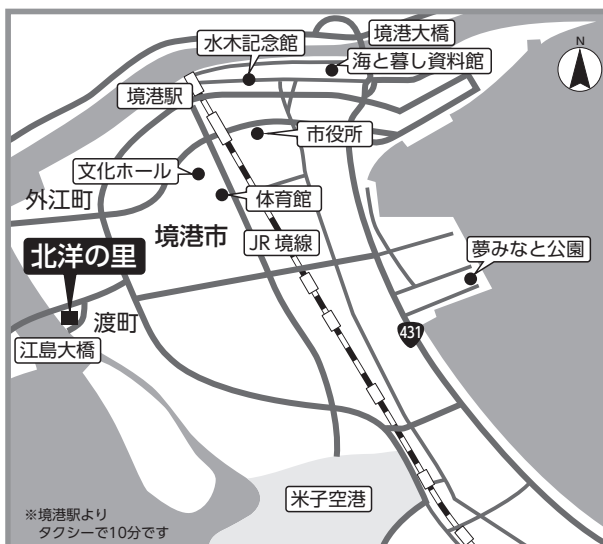 境港大橋
水木記念館
海と暮し資料館
N
境港駅
市役所
文化ホール
外江町
体育館
境港市
JR境線
北洋の里
夢みなと公園
渡町
431
江島大橋
米子空港
※境港駅より
タクシーで10分です